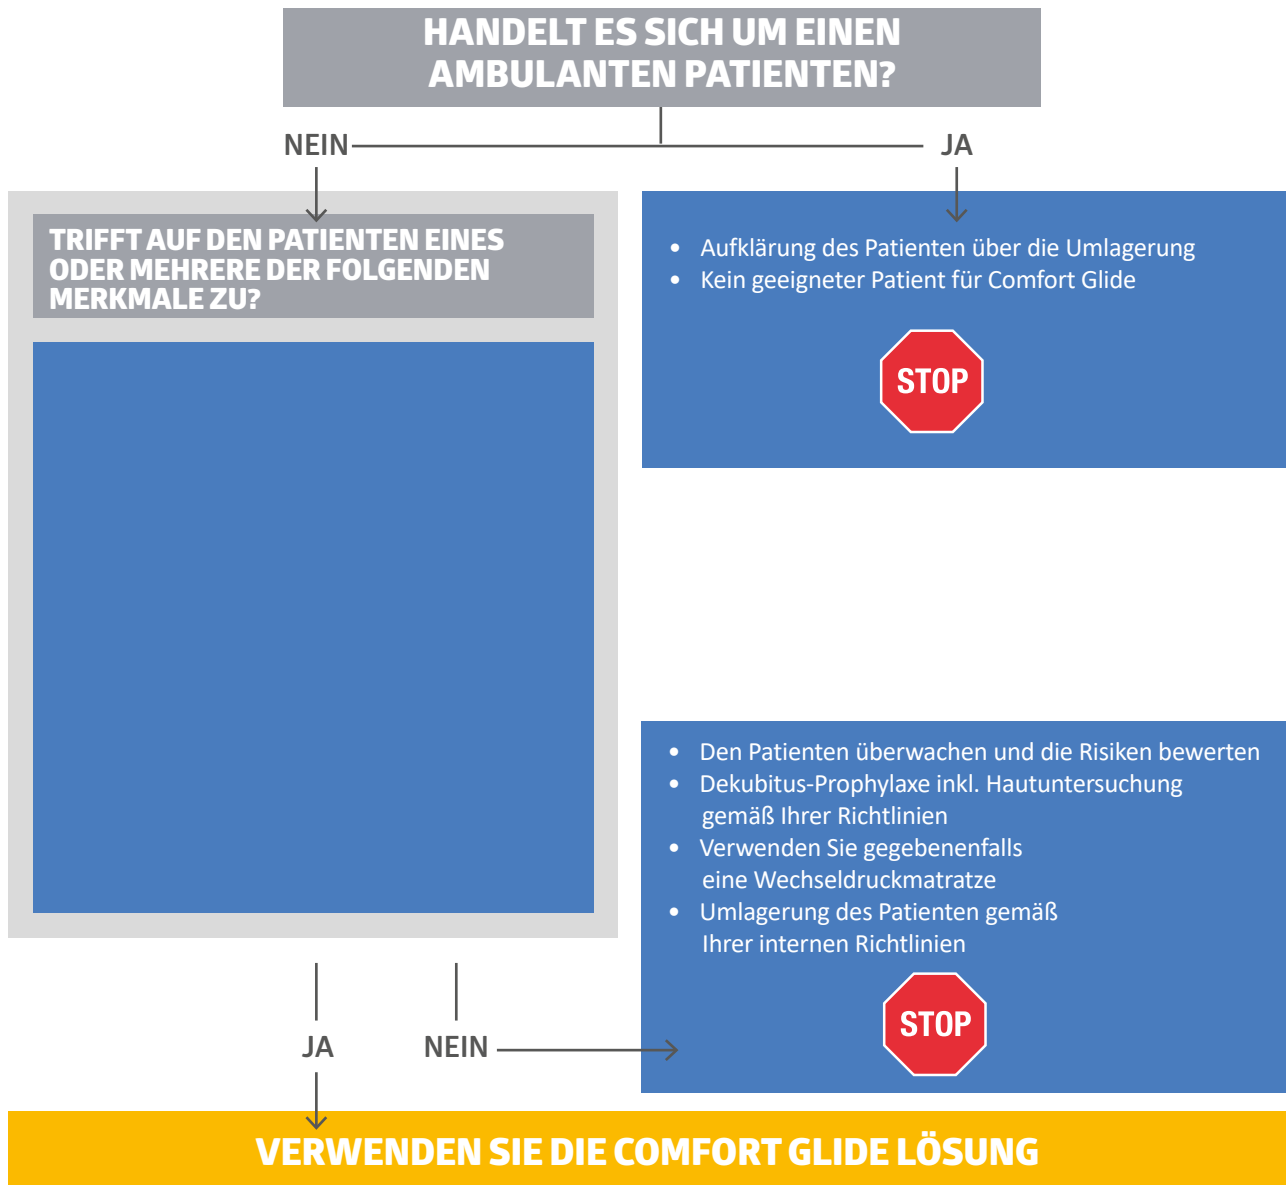 HANDELT ES SICH UM EINEN
AMBULANTEN PATIENTEN?
NEIN
JA
TRIFFT AUF DEN PATIENTEN EINES
ODER MEHRERE DER FOLGENDEN
MERKMALE ZU?
• Aufklärung des Patienten über die Umlagerung
• Kein geeigneter Patient für Comfort Glide
STOP
• Den Patienten überwachen und die Risiken bewerten
• Dekubitus-Prophylaxe inkl. Hautuntersuchung
gemäß Ihrer Richtlinien
• Verwenden Sie gegebenenfalls
eine Wechseldruckmatratze
• Umlagerung des Patienten gemäß
Ihrer internen Richtlinien
STOP
JA
NEIN
VERWENDEN SIE DIE COMFORT GLIDE LÖSUNG